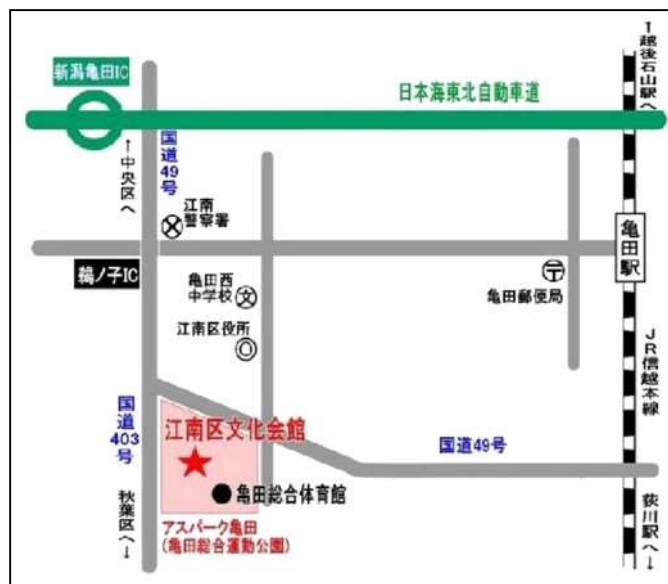 ↑越後石山駅へ
新潟亀田IC
日本海東北自動車道
国道49号
↑中央区へ
江南
警察署
亀田駅
鵜ノ子IC
亀田西
中学校
文
〒
亀田郵便局
江南区役所
JR信越本線
国道
403
号
江南区文化会館
国道49号
亀田総合体育館
秋葉区へ↓
アスパーク亀田
(亀田総合運動公園)
荻川駅へ↓